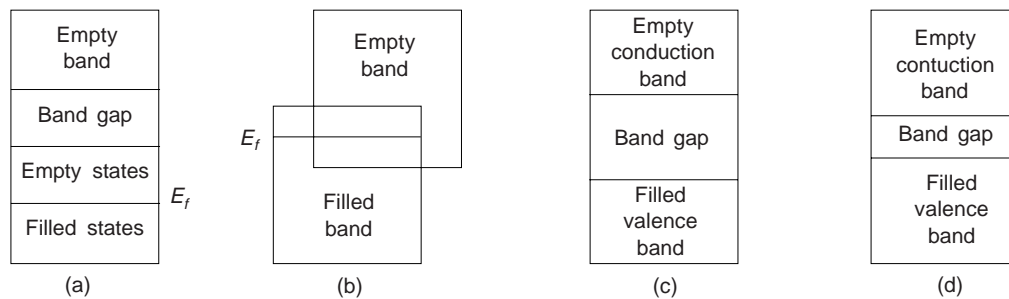 Empty
band
Band gap
Empty states
E_f
Filled states
(a)
Empty
band
E_f
Filled
band
(b)
Empty
conduction
band
Band gap
Filled
valence
band
(c)
Empty
contuction
band
Band gap
Filled
valence
band
(d)